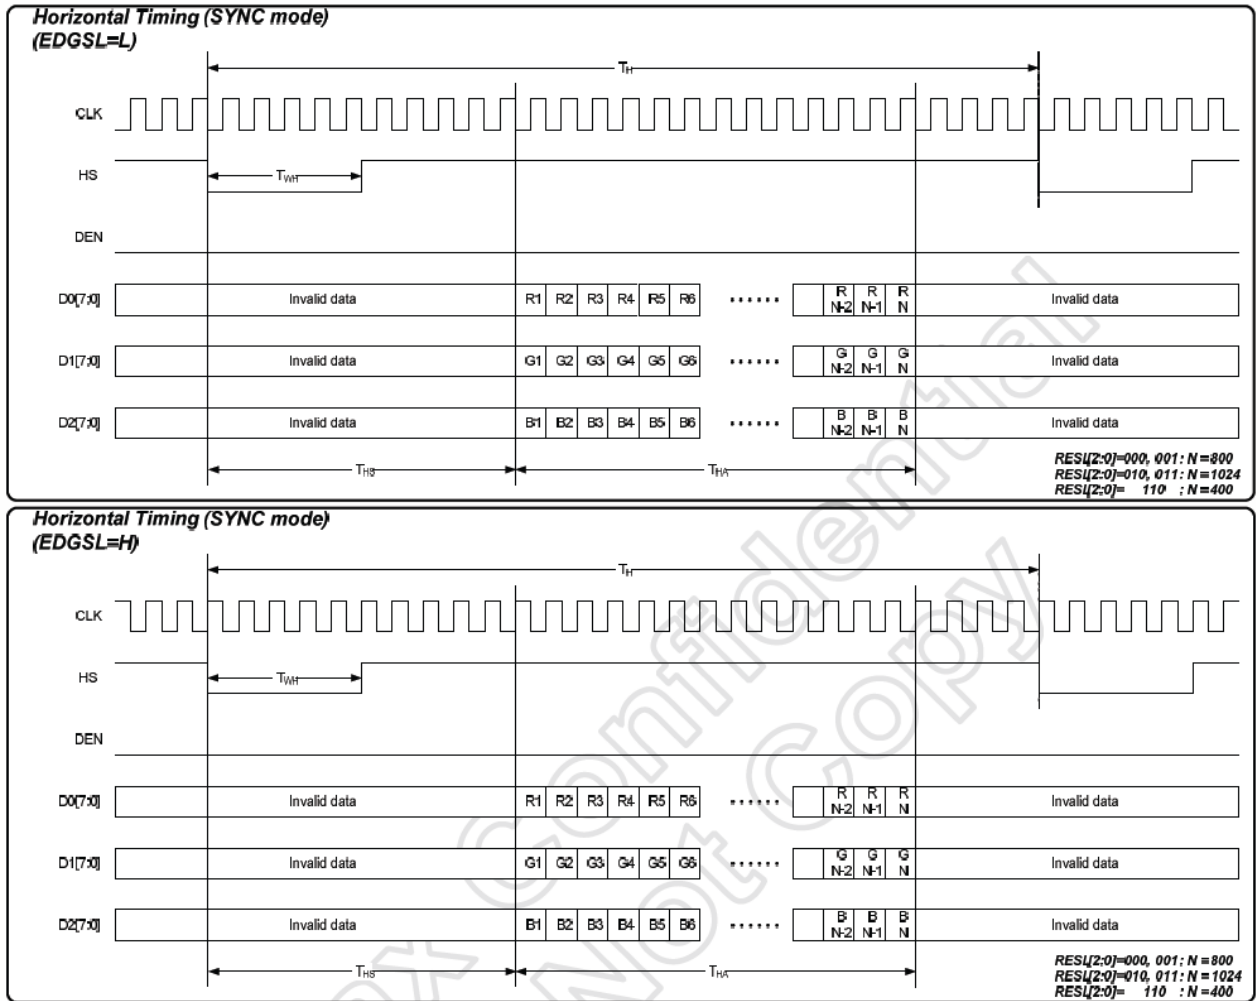 Horizontal Timing (SYNC mode)
(EDGSL=L)
TH
CLK
HS
TWH
DEN
D0[7:0] Invalid data R1 R2 R3 R4 R5 R6 ...... R N-2 R N-1 R N Invalid data
D1[7:0] Invalid data G1 G2 G3 G4 G5 G6 ...... G N-2 G N-1 G N Invalid data
D2[7:0] Invalid data B1 B2 B3 B4 B5 B6 ...... B N-2 B N-1 B N Invalid data
THS THA
RESL[2:0]=000, 001: N=800
RESL[2:0]=010, 011: N=1024
RESL[2:0]= 110 : N=400
Horizontal Timing (SYNC mode)
(EDGSL=H)
TH
CLK
HS
TWH
DEN
D0[7:0] Invalid data R1 R2 R3 R4 R5 R6 ...... R N-2 R N-1 R N Invalid data
D1[7:0] Invalid data G1 G2 G3 G4 G5 G6 ...... G N-2 G N-1 G N Invalid data
D2[7:0] Invalid data B1 B2 B3 B4 B5 B6 ...... B N-2 B N-1 B N Invalid data
THS THA
RESL[2:0]=000, 001: N=800
RESL[2:0]=010, 011: N=1024
RESL[2:0]= 110 : N=400
Confidential
Not Copy